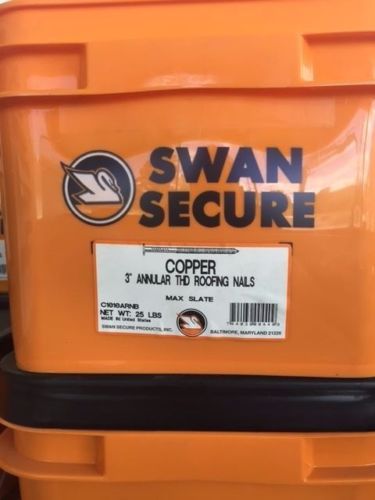 SWAN
SECURE
COPPER
3" ANNULAR THD ROOFING NAILS
MAX SLATE
C1010ARNB
NET WT: 25 LBS
MADE IN United States
SWAN SECURE PRODUCTS, INC.
BALTIMORE, MARYLAND 21226